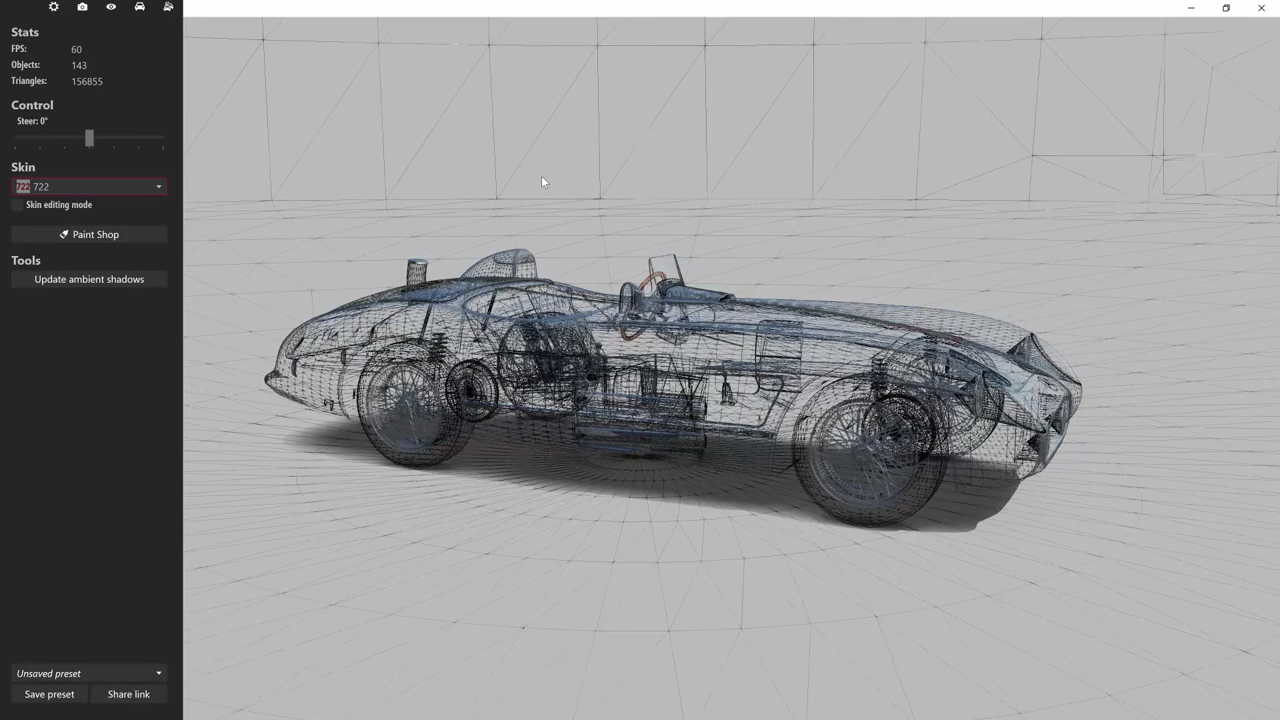 Stats
FPS: 60
Objects: 143
Triangles: 156855
Control
Steer: 0°
Skin
722 722
Skin editing mode
Paint Shop
Tools
Update ambient shadows
Unsaved preset
Save preset Share link